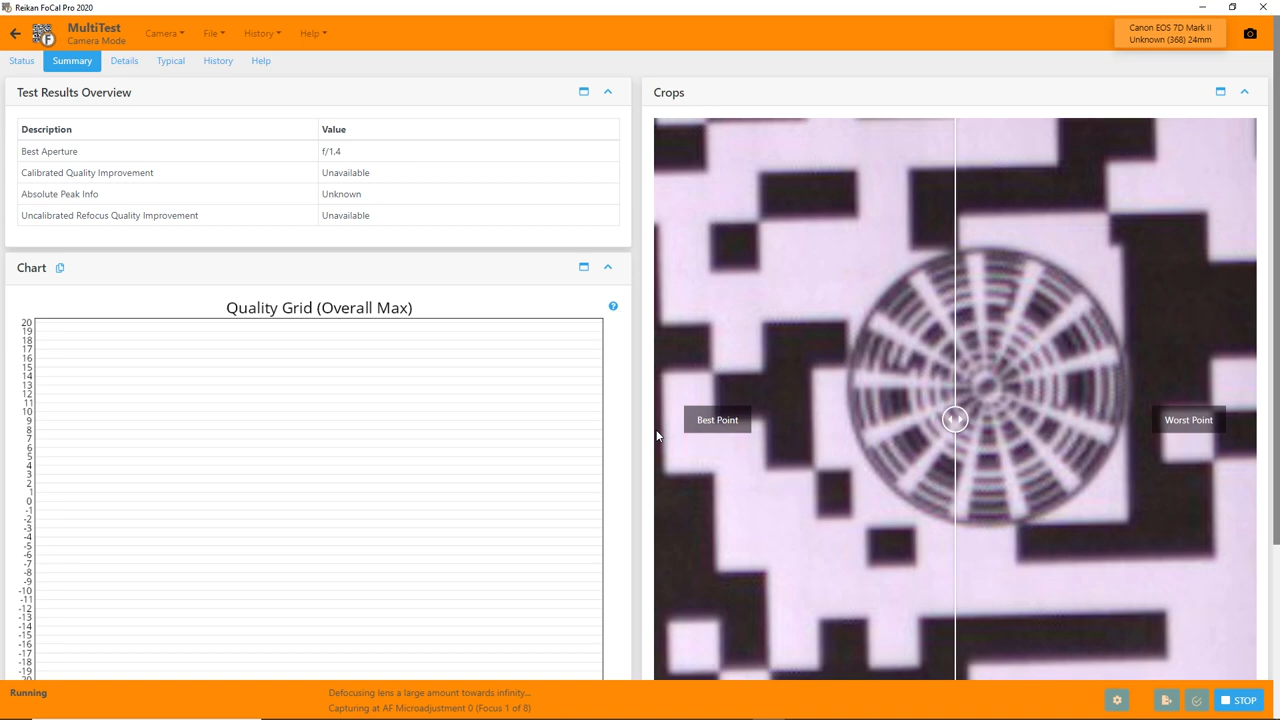 Reikan FoCal Pro 2020
MultiTest
Camera Mode
Camera
File
History
Help
Canon EOS 7D Mark II
Unknown (368) 24mm
Status
Summary
Details
Typical
History
Help
Test Results Overview
Description Value
Best Aperture f/1.4
Calibrated Quality Improvement Unavailable
Absolute Peak Info Unknown
Uncalibrated Refocus Quality Improvement Unavailable
Chart
Quality Grid (Overall Max)
20
19
18
17
16
15
14
13
12
11
10
9
8
7
6
5
4
3
2
1
0
-1
-2
-3
-4
-5
-6
-7
-8
-9
-10
-11
-12
-13
-14
-15
-16
-17
-18
-19
Crops
Best Point
Worst Point
Running
Defocusing lens a large amount towards infinity...
Capturing at AF Microadjustment 0 (Focus 1 of 8)
STOP